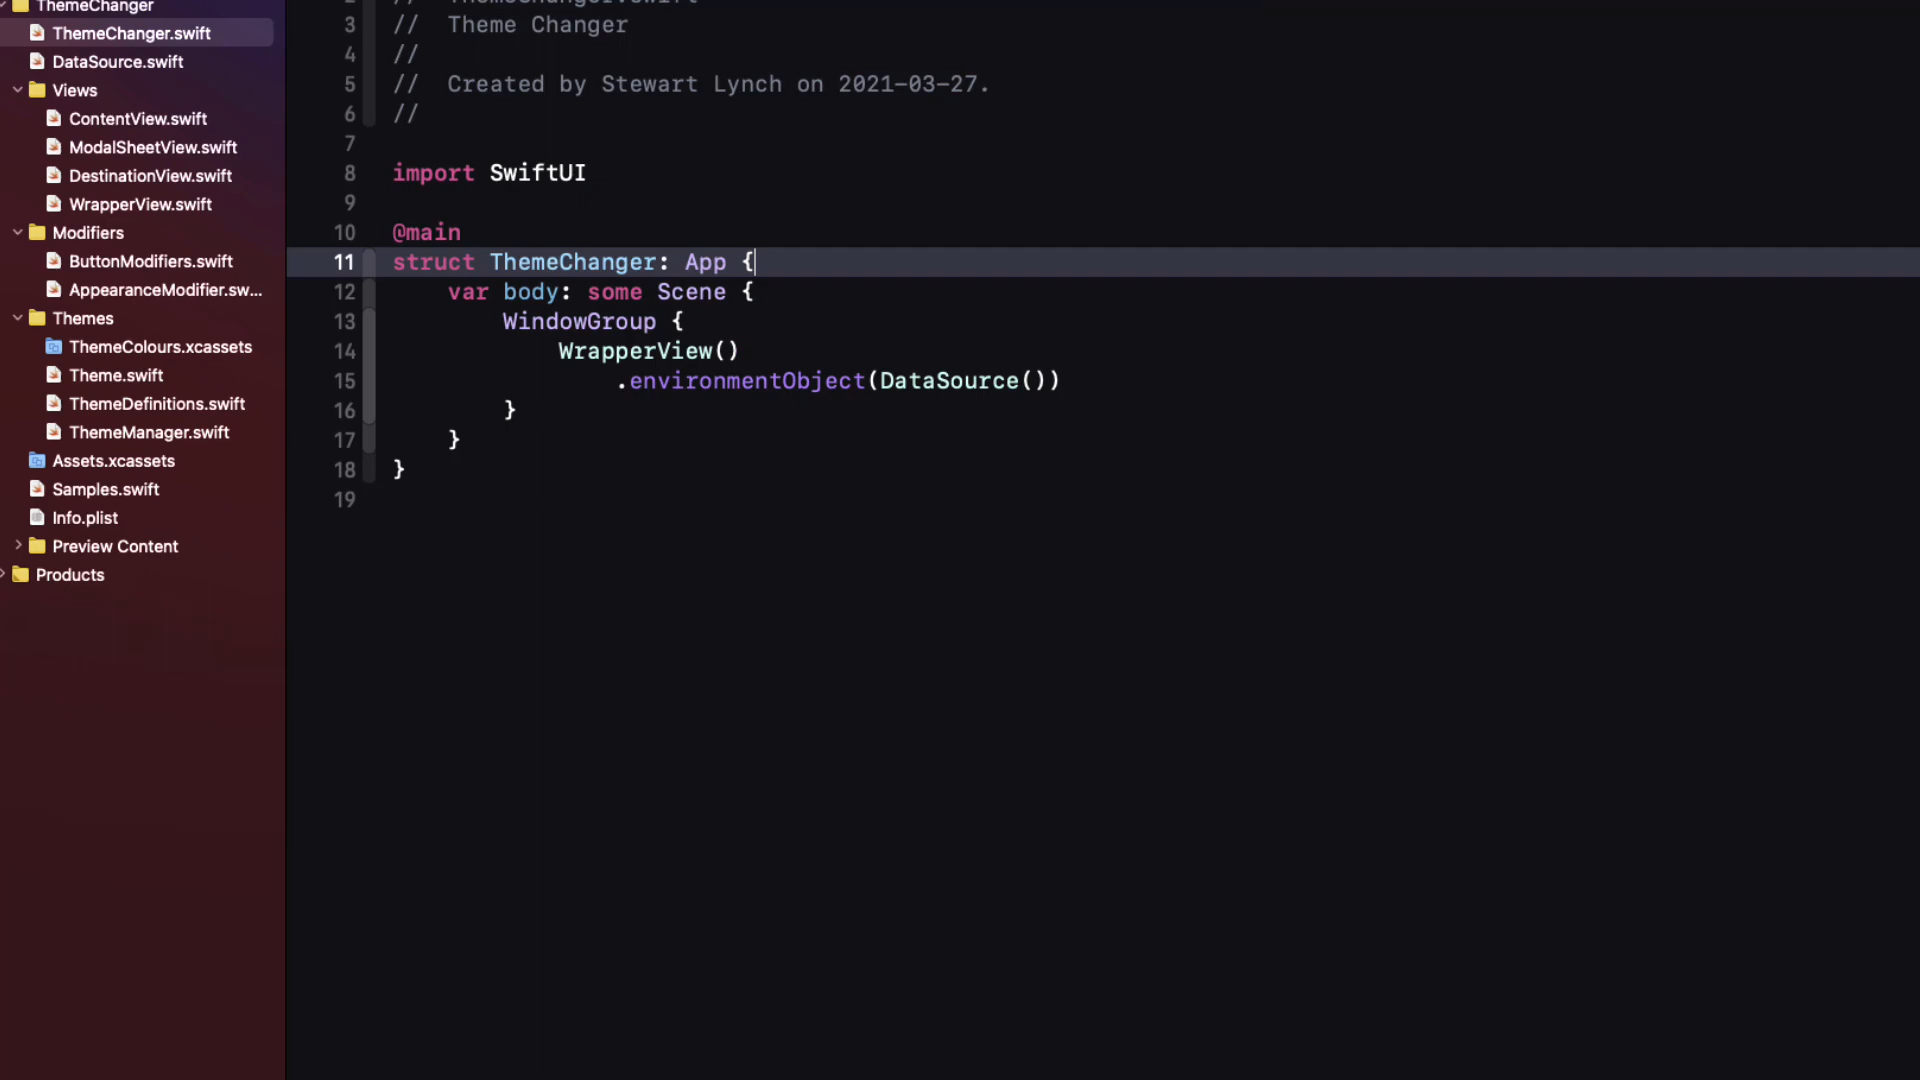 ThemeChanger
ThemeChanger.swift
DataSource.swift
Views
ContentView.swift
ModalSheetView.swift
DestinationView.swift
WrapperView.swift
Modifiers
ButtonModifiers.swift
AppearanceModifier.sw...
Themes
ThemeColours.xcassets
Theme.swift
ThemeDefinitions.swift
ThemeManager.swift
Assets.xcassets
Samples.swift
Info.plist
Preview Content
Products
2 // ThemeChanger.swift
3 // Theme Changer
4 //
5 // Created by Stewart Lynch on 2021-03-27.
6 //
7
8 import SwiftUI
9
10 @main
11 struct ThemeChanger: App {
12 var body: some Scene {
13 WindowGroup {
14 WrapperView()
15 .environmentObject(DataSource())
16 }
17 }
18 }
19